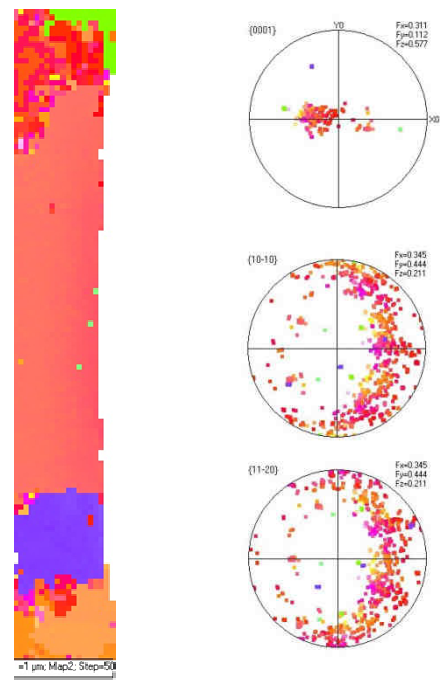 {0001}
Y0
Fx=0.311
Fy=0.112
Fz=0.577
X0
{10-10}
Fx=0.345
Fy=0.444
Fz=0.211
{11-20}
Fx=0.345
Fy=0.444
Fz=0.211
=1 µm; Map2; Step=50